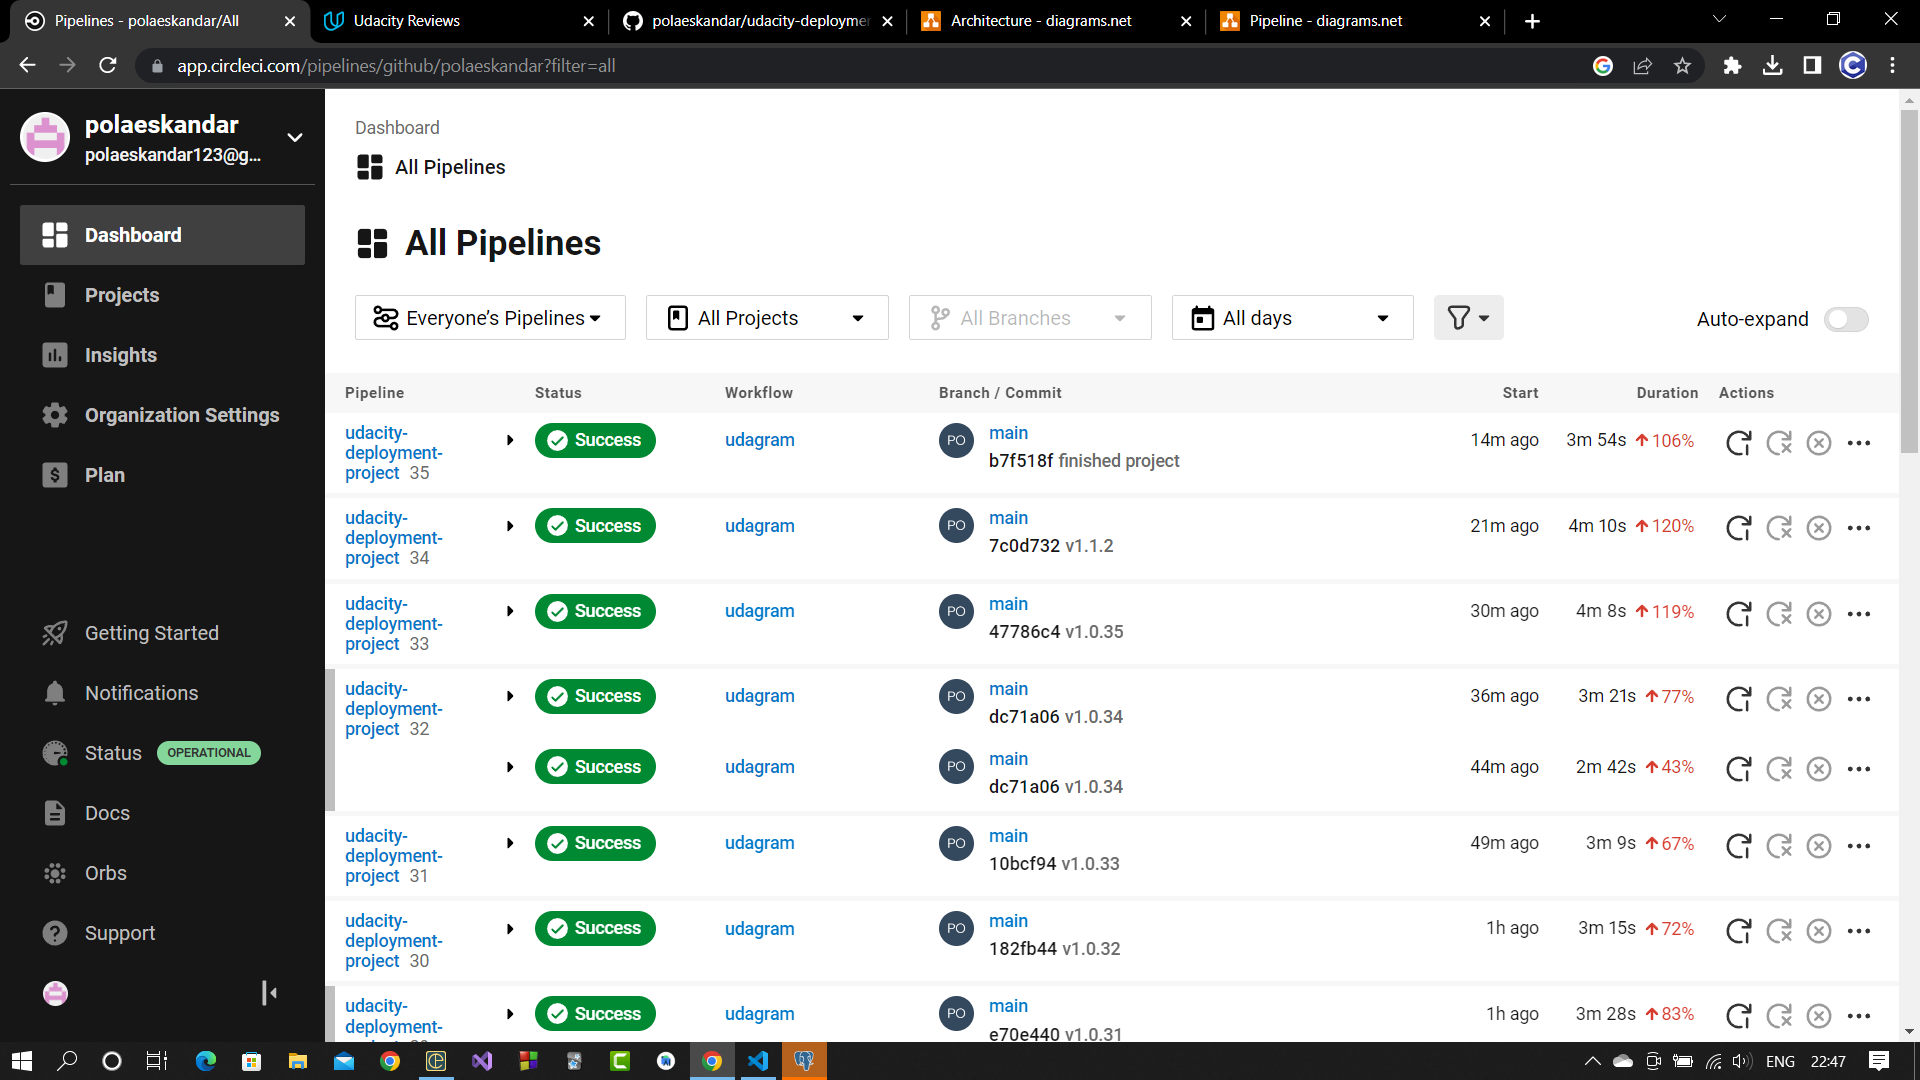 Pipelines - polaeskandar/All
Udacity Reviews
polaeskandar/udacity-deployme
Architecture - diagrams.net
Pipeline - diagrams.net
app.circleci.com/pipelines/github/polaeskandar?filter=all
polaeskandar
polaeskandar123@g...
Dashboard
Projects
Insights
Organization Settings
Plan
Getting Started
Notifications
Status OPERATIONAL
Docs
Orbs
Support
Dashboard
All Pipelines
All Pipelines
Everyone's Pipelines
All Projects
All Branches
All days
Auto-expand
Pipeline Status Workflow Branch / Commit Start Duration Actions
udacity-
deployment-
project 35
Success
udagram
PO
main
b7f518f finished project
14m ago
3m 54s 106%
udacity-
deployment-
project 34
Success
udagram
PO
main
7c0d732 v1.1.2
21m ago
4m 10s 120%
udacity-
deployment-
project 33
Success
udagram
PO
main
47786c4 v1.0.35
30m ago
4m 8s 119%
udacity-
deployment-
project 32
Success
udagram
PO
main
dc71a06 v1.0.34
36m ago
3m 21s 77%
Success
udagram
PO
main
dc71a06 v1.0.34
44m ago
2m 42s 43%
udacity-
deployment-
project 31
Success
udagram
PO
main
10bcf94 v1.0.33
49m ago
3m 9s 67%
udacity-
deployment-
project 30
Success
udagram
PO
main
182fb44 v1.0.32
1h ago
3m 15s 72%
udacity-
deployment-
Success
udagram
PO
main
e70e440 v1.0.31
1h ago
3m 28s 83%
ENG
22:47